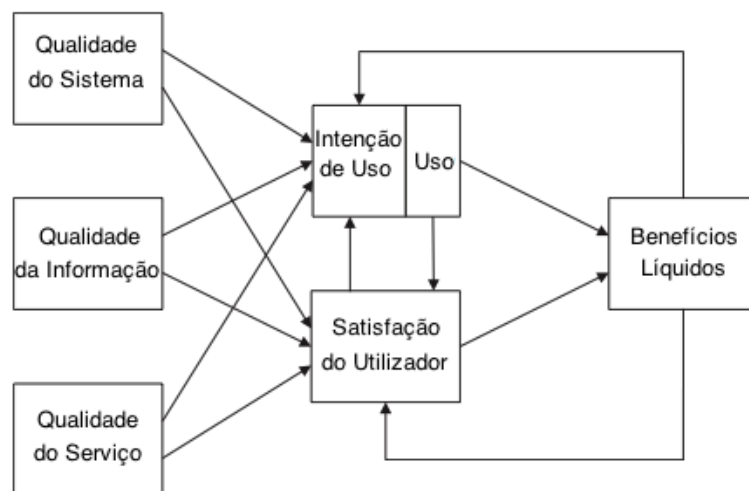 Qualidade
do Sistema
Intenção
de Uso
Uso
Qualidade
da Informação
Benefícios
Líquidos
Satisfação
do Utilizador
Qualidade
do Serviço